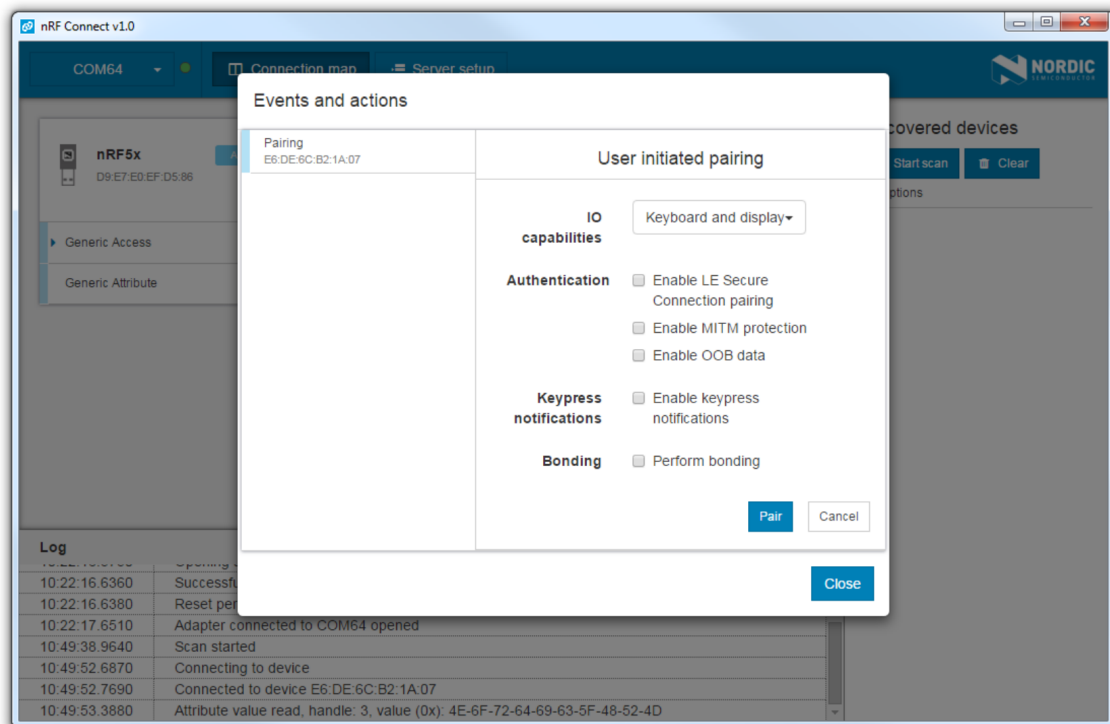 nRF Connect v1.0
COM64
Connection map
Server setup
NORDIC
SEMICONDUCTOR
nRF5x
D9:E7:E0:EF:D5:86
Generic Access
Generic Attribute
Events and actions
Pairing
E6:DE:6C:B2:1A:07
User initiated pairing
IO
capabilities
Keyboard and display
Authentication
Enable LE Secure
Connection pairing
Enable MITM protection
Enable OOB data
Keypress
notifications
Enable keypress
notifications
Bonding
Perform bonding
Pair
Cancel
Close
covered devices
Start scan
Clear
ptions
Log
10:22:16.6360 Successfu
10:22:16.6380 Reset per
10:22:17.6510 Adapter connected to COM64 opened
10:49:38.9640 Scan started
10:49:52.6870 Connecting to device
10:49:52.7690 Connected to device E6:DE:6C:B2:1A:07
10:49:53.3880 Attribute value read, handle: 3, value (0x): 4E-6F-72-64-69-63-5F-48-52-4D